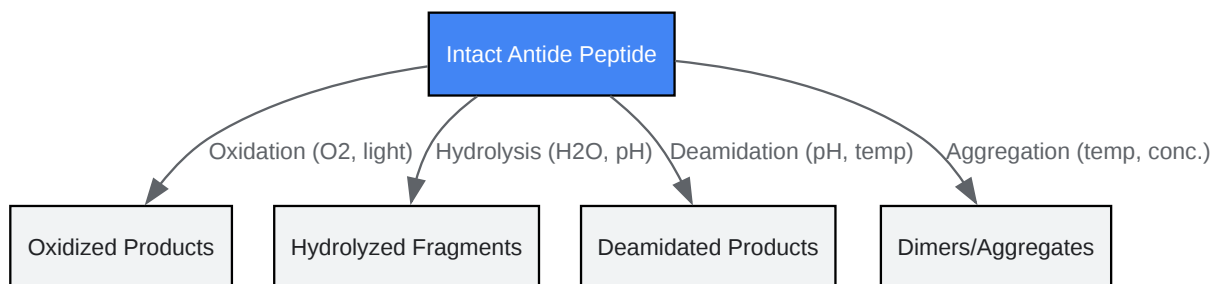 Intact Antide Peptide
Oxidation (O2, light)
Hydrolysis (H2O, pH)
Deamidation (pH, temp)
Aggregation (temp, conc.)
Oxidized Products
Hydrolyzed Fragments
Deamidated Products
Dimers/Aggregates